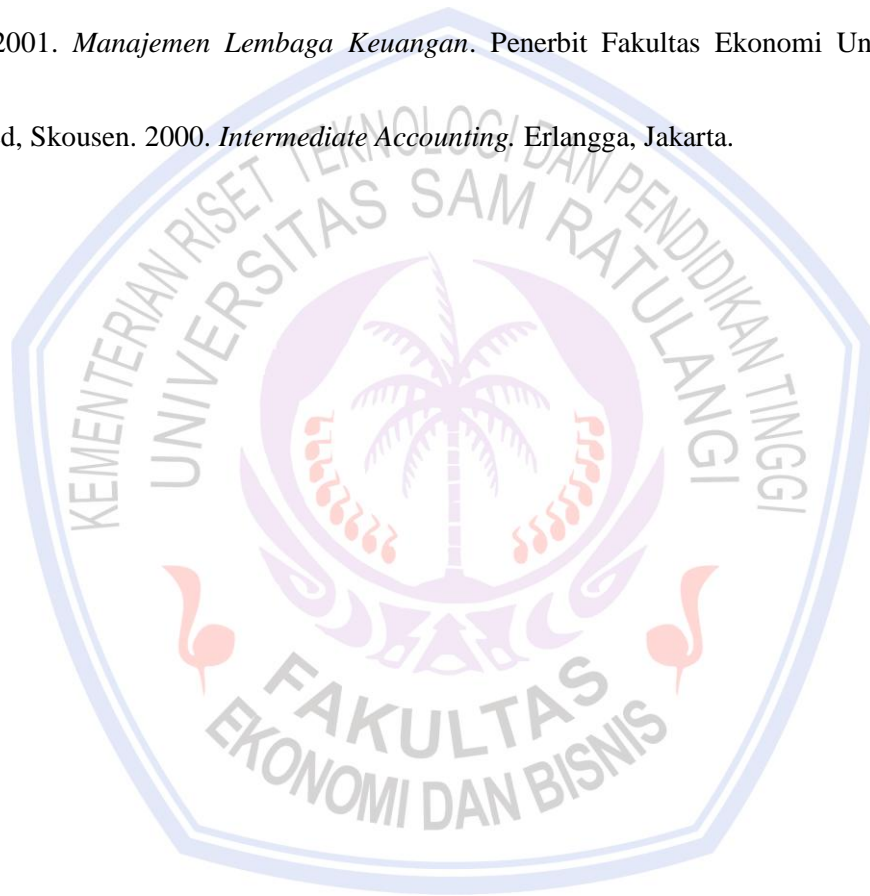 2001. Manajemen Lembaga Keuangan. Penerbit Fakultas Ekonomi Un
d, Skousen. 2000. Intermediate Accounting. Erlangga, Jakarta.
KEMENTERIAN RISET TEKNOLOGI DAN PENDIDIKAN TINGGI
UNIVERSITAS SAM RATULANGI
FAKULTAS
EKONOMI DAN BISNIS